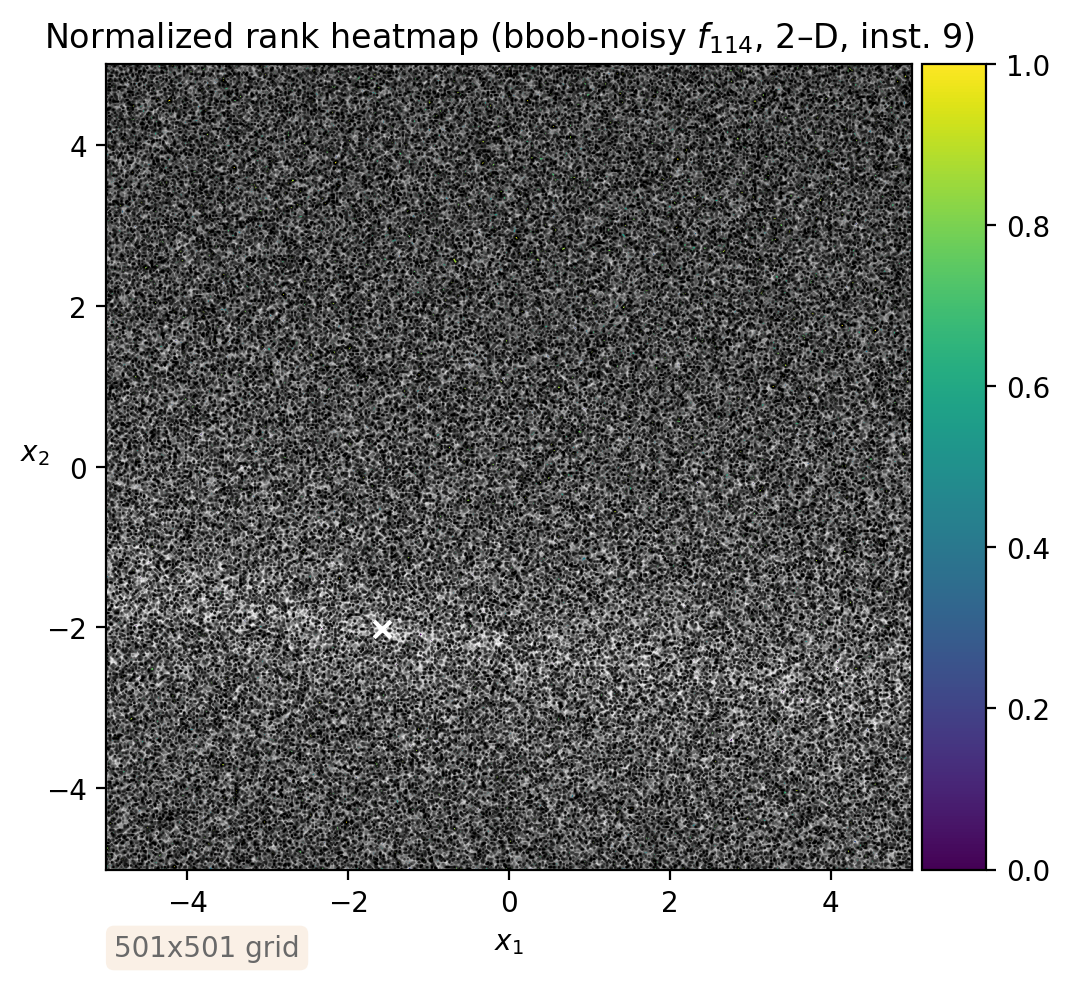 Normalized rank heatmap (bbob-noisy f₁₁₄, 2–D, inst. 9)
1.0
4
0.8
2
0.6
x₂
0
0.4
−2
0.2
−4
0.0
−4 −2 0 2 4
x₁
501x501 grid